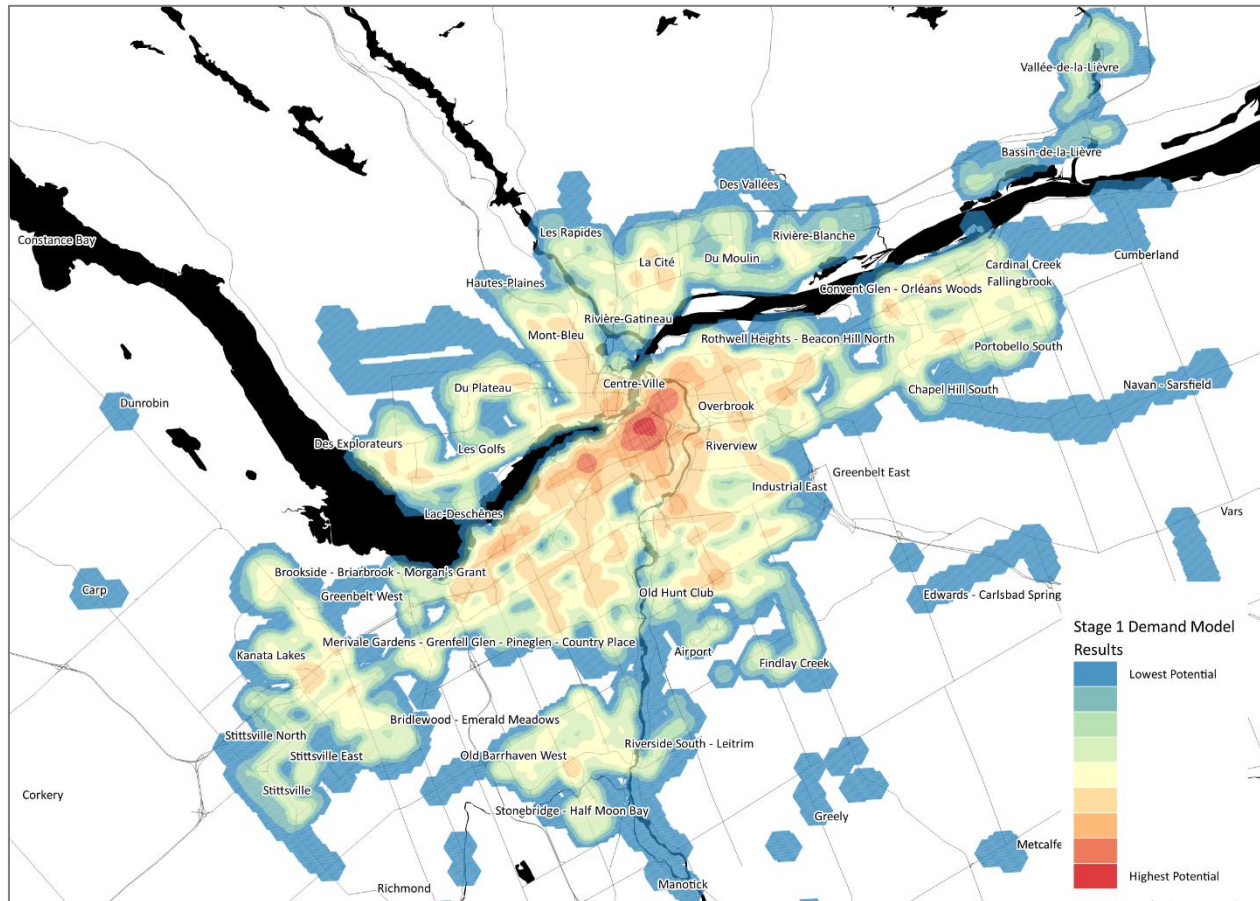 Vallée-de-la-Lièvre
Bassin-de-la-Lièvre
Des Vallées
Les Rapides
Rivière-Blanche
Constance Bay
La Cité
Du Moulin
Cumberland
Cardinal Creek
Hautes-Plaines
Fallingbrook
Convent Glen - Orléans Woods
Rivière-Gatineau
Mont-Bleu
Rothwell Heights - Beacon Hill North
Portobello South
Du Plateau
Centre-Ville
Chapel Hill South
Navan - Sarsfield
Dunrobin
Overbrook
Des Explorateurs
Les Golfs
Riverview
Greenbelt East
Industrial East
Lac-Deschênes
Vars
Brookside - Briarbrook - Morgan's Grant
Carp
Greenbelt West
Old Hunt Club
Edwards - Carlsbad Spring
Stage 1 Demand Model
Results
Merivale Gardens - Grenfell Glen - Pineglen - Country Place
Airport
Kanata Lakes
Findlay Creek
Lowest Potential
Bridlewood - Emerald Meadows
Stittsville North
Riverside South - Leitrim
Stittsville East
Old Barrhaven West
Stittsville
Corkery
Stonebridge - Half Moon Bay
Greely
Metcalfe
Highest Potential
Richmond
Manotick